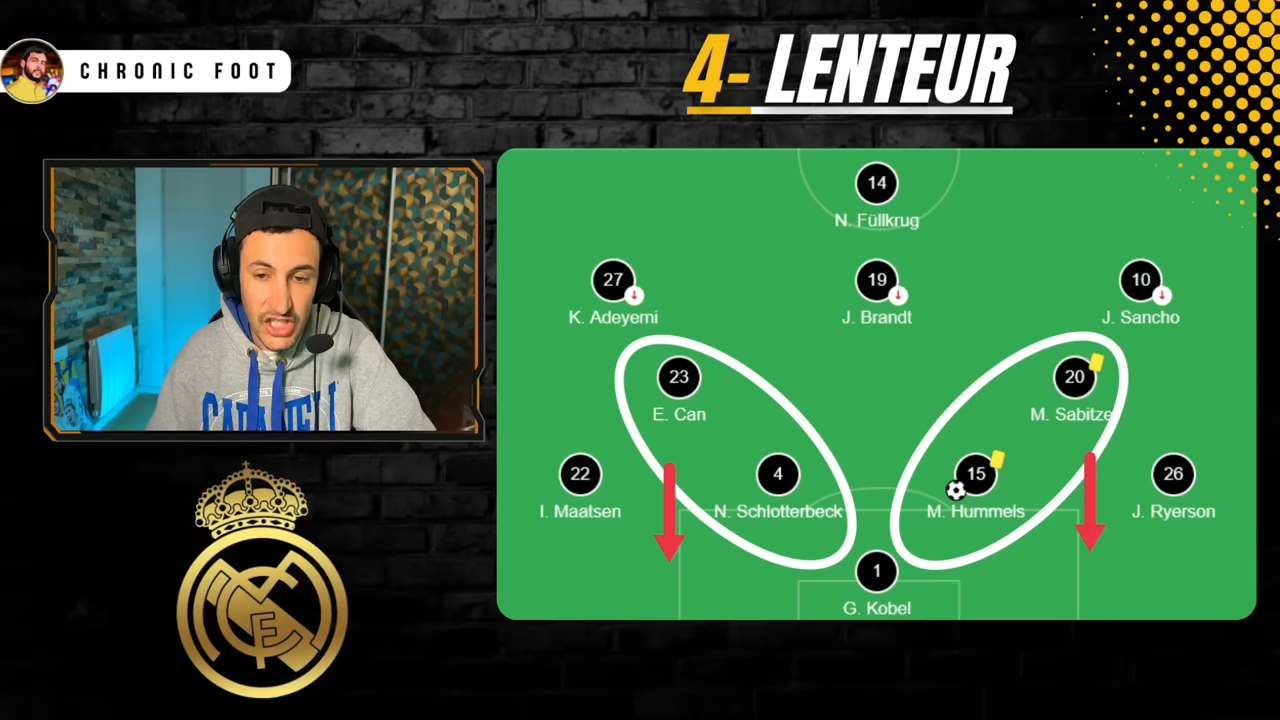 CHRONIC FOOT
4- LENTEUR
14
N. Füllkrug
27
19
10
K. Adeyemi
J. Brandt
J. Sancho
23
20
E. Can
M. Sabitze
22
4
15
26
I. Maatsen
N. Schlotterbeck
M. Hummels
J. Ryerson
1
G. Kobel